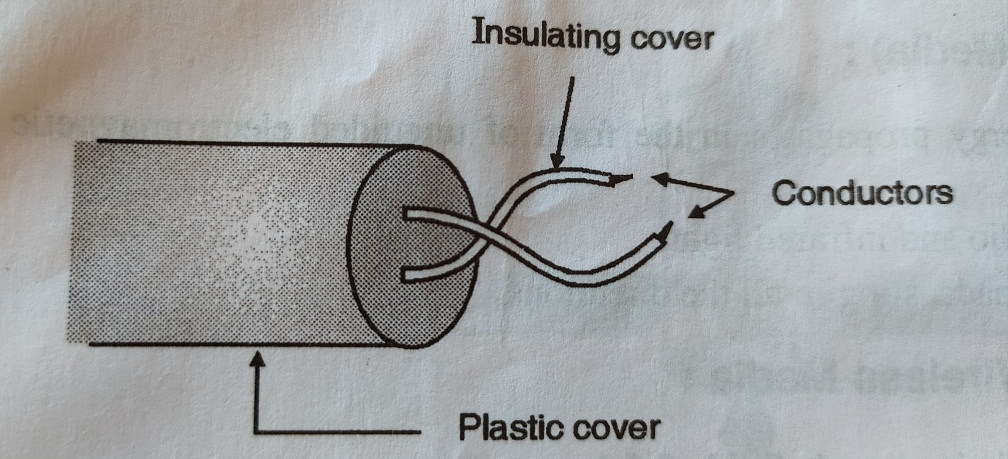 Insulating cover
Conductors
Plastic cover